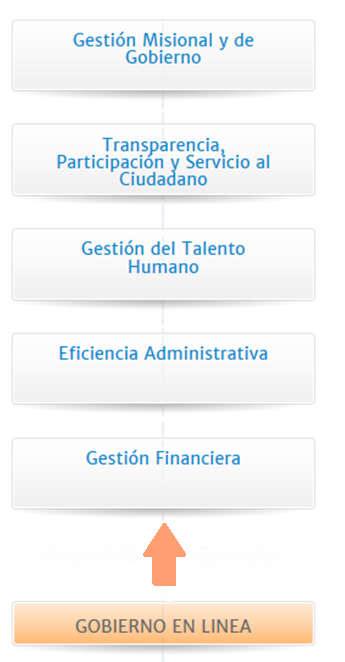 Gestión Misional y de
Gobierno
Transparencia,
Participación y Servicio al
Ciudadano
Gestión del Talento
Humano
Eficiencia Administrativa
Gestión Financiera
GOBIERNO EN LINEA